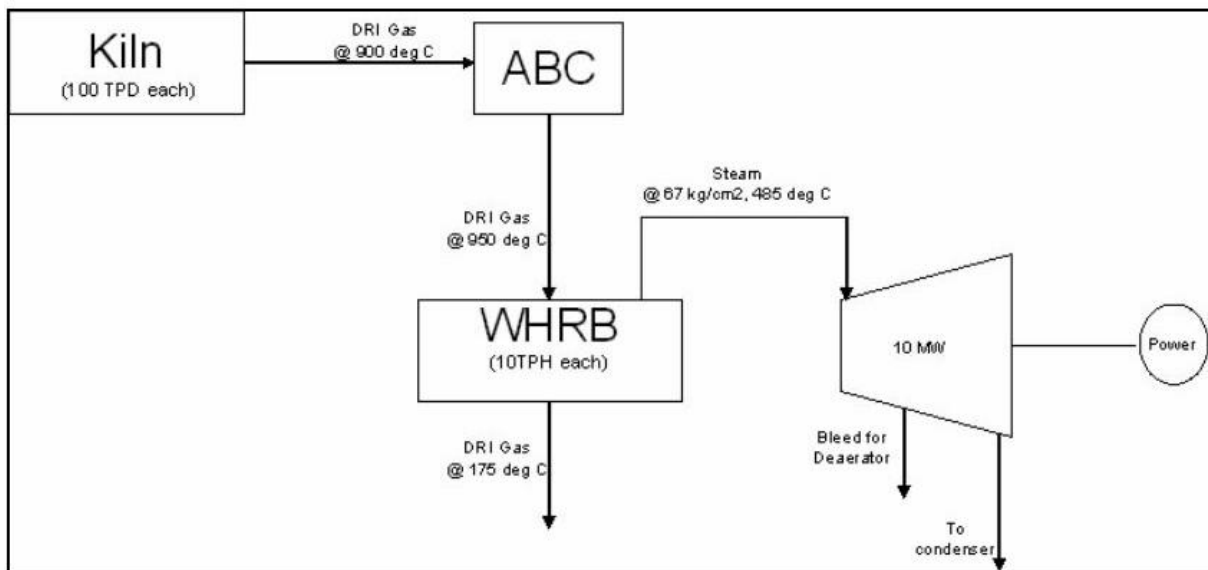 Kiln
(100 TPD each)
DRI Gas
@ 900 deg C
ABC
DRI Gas
@ 950 deg C
Steam
@ 67 kg/cm2, 485 deg C
WHRB
(10TPH each)
10 MW
Power
DRI Gas
@ 175 deg C
Bleed for
Deaerator
To
condenser